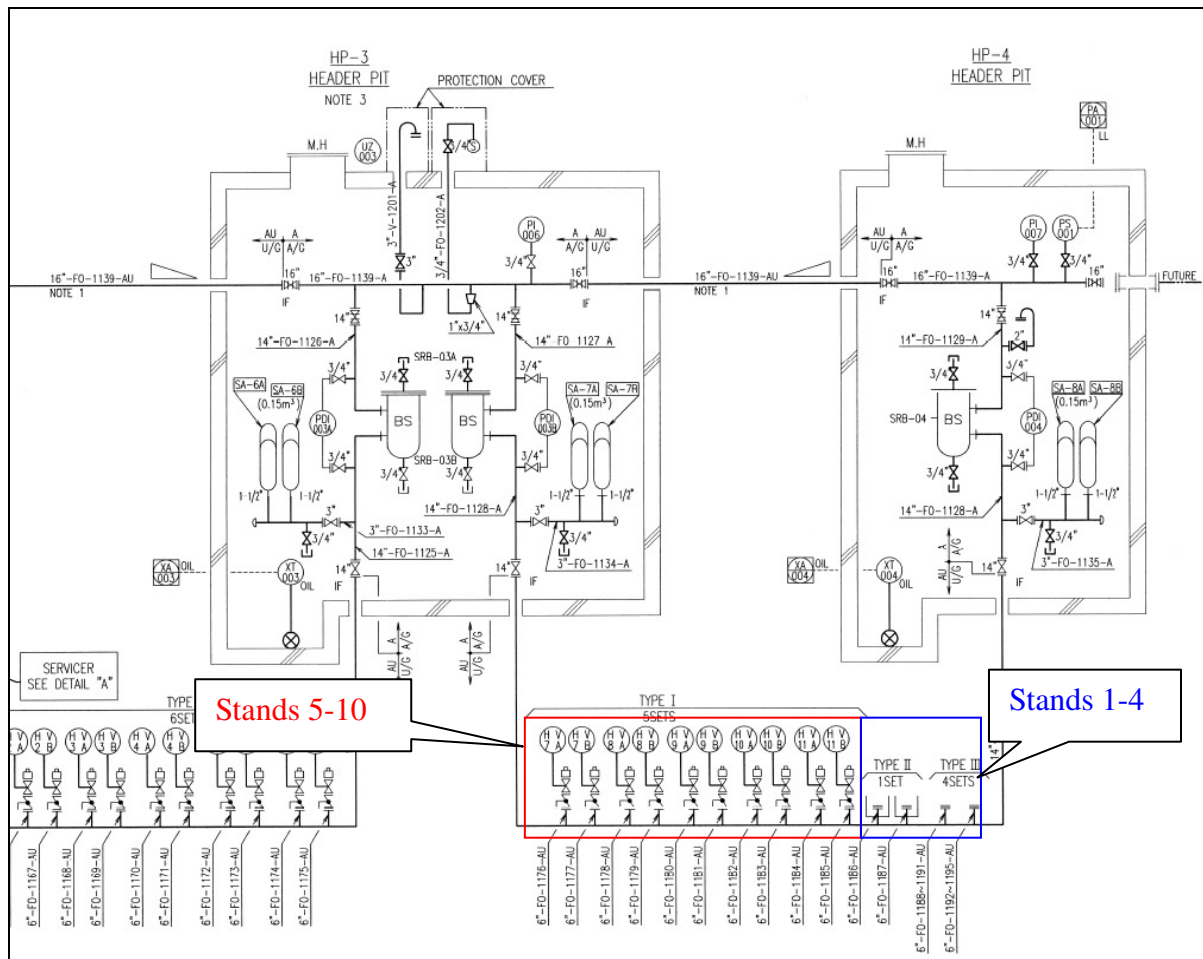 HP-3
HEADER PIT
NOTE 3
PROTECTION COVER
M.H
UZ
003
3/4"
S
3"-V-1201-A
3/4"-FO-1202-A
3"
AU
A
U/G
A/G
PI
006
3/4"
A
AU
A/G
U/G
16"-FO-1139-AU
NOTE 1
16"
16"-FO-1139-A
IF
16"
IF
16"-FO-1139-AU
NOTE 1
14"
14"-FO-1126-A
1"x3/4"
14"
14" FO 1127 A
SRB-03A
3/4"
3/4"
3/4"
3/4"
SA-6A
SA-6B
(0.15m³)
PDI
003A
BS
BS
PDI
003B
SA-7A
(0.15m³)
SRB-03B
3/4"
3/4"
3/4"
3/4"
1-1/2"
1-1/2"
1-1/2"
1-1/2"
14"-FO-1128-A
3"
3"
3"-FO-1133-A
3/4"
14"-FO-1125-A
3/4"
3"-FO-1134-A
XA
003
OIL
XT
003
OIL
14"
IF
14"
IF
A
A/G
AU
U/G
A
A/G
AU
U/G
HP-4
HEADER PIT
PA
001
LL
M.H
AU
A
U/G
A/G
PI
007
PS
001
3/4"
3/4"
16"
16"-FO-1139-A
16"
FUTURE
IF
14"
14"-FO-1129-A
2"
3/4"
3/4"
SRB-04
BS
PDI
004
SA-8A
SA-8B
(0.15m³)
3/4"
3/4"
1-1/2"
1-1/2"
14"-FO-1128-A
3"
3/4"
3"-FO-1135-A
A
A/G
AU
U/G
14"
IF
XA
004
OIL
XT
004
OIL
SERVICER
SEE DETAIL "A"
TYPE
6SETS
Stands 5-10
TYPE I
5SETS
Stands 1-4
14"
TYPE II
1SET
TYPE III
4SETS
HV
2B
HV
3A
HV
3B
HV
4A
HV
4B
HV
7A
HV
7B
HV
8A
HV
8B
HV
9A
HV
9B
HV
10A
HV
10B
HV
11A
HV
11B
6"-FO-1167-AU
6"-FO-1168-AU
6"-FO-1169-AU
6"-FO-1170-AU
6"-FO-1171-AU
6"-FO-1172-AU
6"-FO-1173-AU
6"-FO-1174-AU
6"-FO-1175-AU
6"-FO-1176-AU
6"-FO-1177-AU
6"-FO-1178-AU
6"-FO-1179-AU
6"-FO-1180-AU
6"-FO-1181-AU
6"-FO-1182-AU
6"-FO-1183-AU
6"-FO-1184-AU
6"-FO-1185-AU
6"-FO-1186-AU
6"-FO-1187-AU
6"-FO-1188~1191-AU
6"-FO-1192~1195-AU